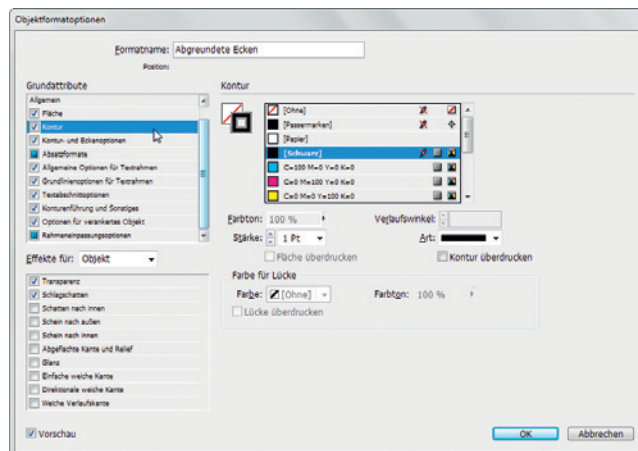 Objektformatoptionen
Formatname: Abgreundete Ecken
Position:
Grundattribute
Allgemein
Fläche
Kontur
Kontur- und Eckenoptionen
Absatzformate
Allgemeine Optionen für Textrahmen
Grundlinienoptionen für Textrahmen
Textabschnittoptionen
Konturenführung und Sonstiges
Optionen für verankertes Objekt
Rahmeneinpassungsoptionen
Effekte für: Objekt
Transparenz
Schlagschatten
Schatten nach innen
Schein nach außen
Schein nach innen
Abgeflachte Kante und Relief
Glanz
Einfache weiche Kante
Direktionale weiche Kante
Weiche Verlaufskante
Vorschau
Kontur
[Ohne]
[Passermarken]
[Papier]
[Schwarz]
C=100 M=0 Y=0 K=0
C=0 M=100 Y=0 K=0
C=0 M=0 Y=100 K=0
Farbton: 100 %
Verlaufswinkel:
Stärke: 1 Pt
Art:
Fläche überdrucken
Kontur überdrucken
Farbe für Lücke
Farbe: [Ohne]
Farbton: 100 %
Lücke überdrucken
OK
Abbrechen